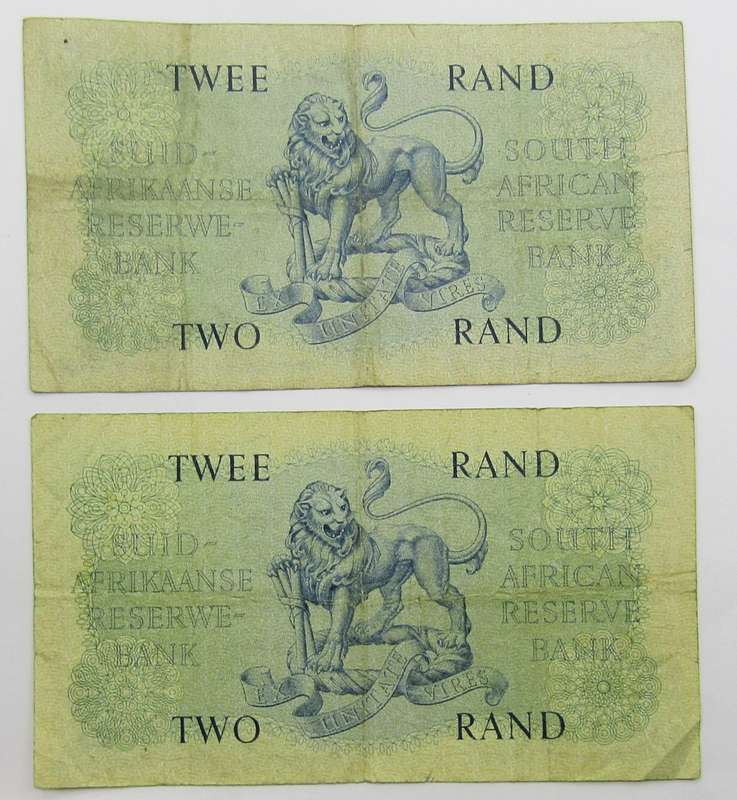 TWEE RAND
SUID-
AFRIKAANSE
RESERWE-
BANK
SOUTH
AFRICAN
RESERVE
BANK
EX UNITATE VIRES
TWO RAND
TWEE RAND
SUID-
AFRIKAANSE
RESERWE-
BANK
SOUTH
AFRICAN
RESERVE
BANK
EX UNITATE VIRES
TWO RAND